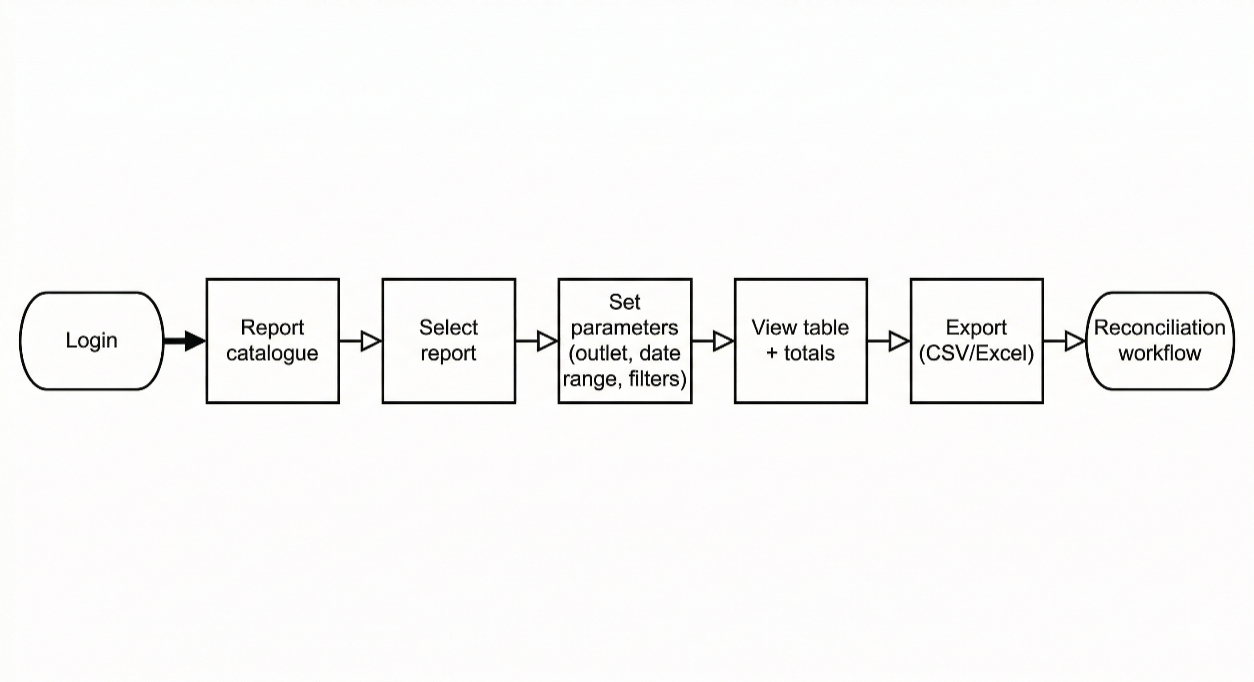 Login
Report
catalogue
Select
report
Set
parameters
(outlet, date
range, filters)
View table
+ totals
Export
(CSV/Excel)
Reconciliation
workflow